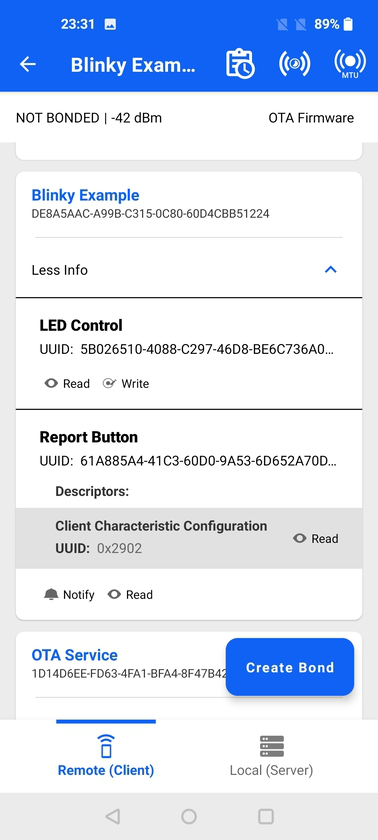 23:31
89%
Blinky Exam...
MTU
NOT BONDED | -42 dBm
OTA Firmware
Blinky Example
DE8A5AAC-A99B-C315-0C80-60D4CBB51224
Less Info
LED Control
UUID: 5B026510-4088-C297-46D8-BE6C736A0...
Read
Write
Report Button
UUID: 61A885A4-41C3-60D0-9A53-6D652A70D...
Descriptors:
Client Characteristic Configuration
UUID: 0x2902
Read
Notify
Read
OTA Service
1D14D6EE-FD63-4FA1-BFA4-8F47B42
Create Bond
Remote (Client)
Local (Server)